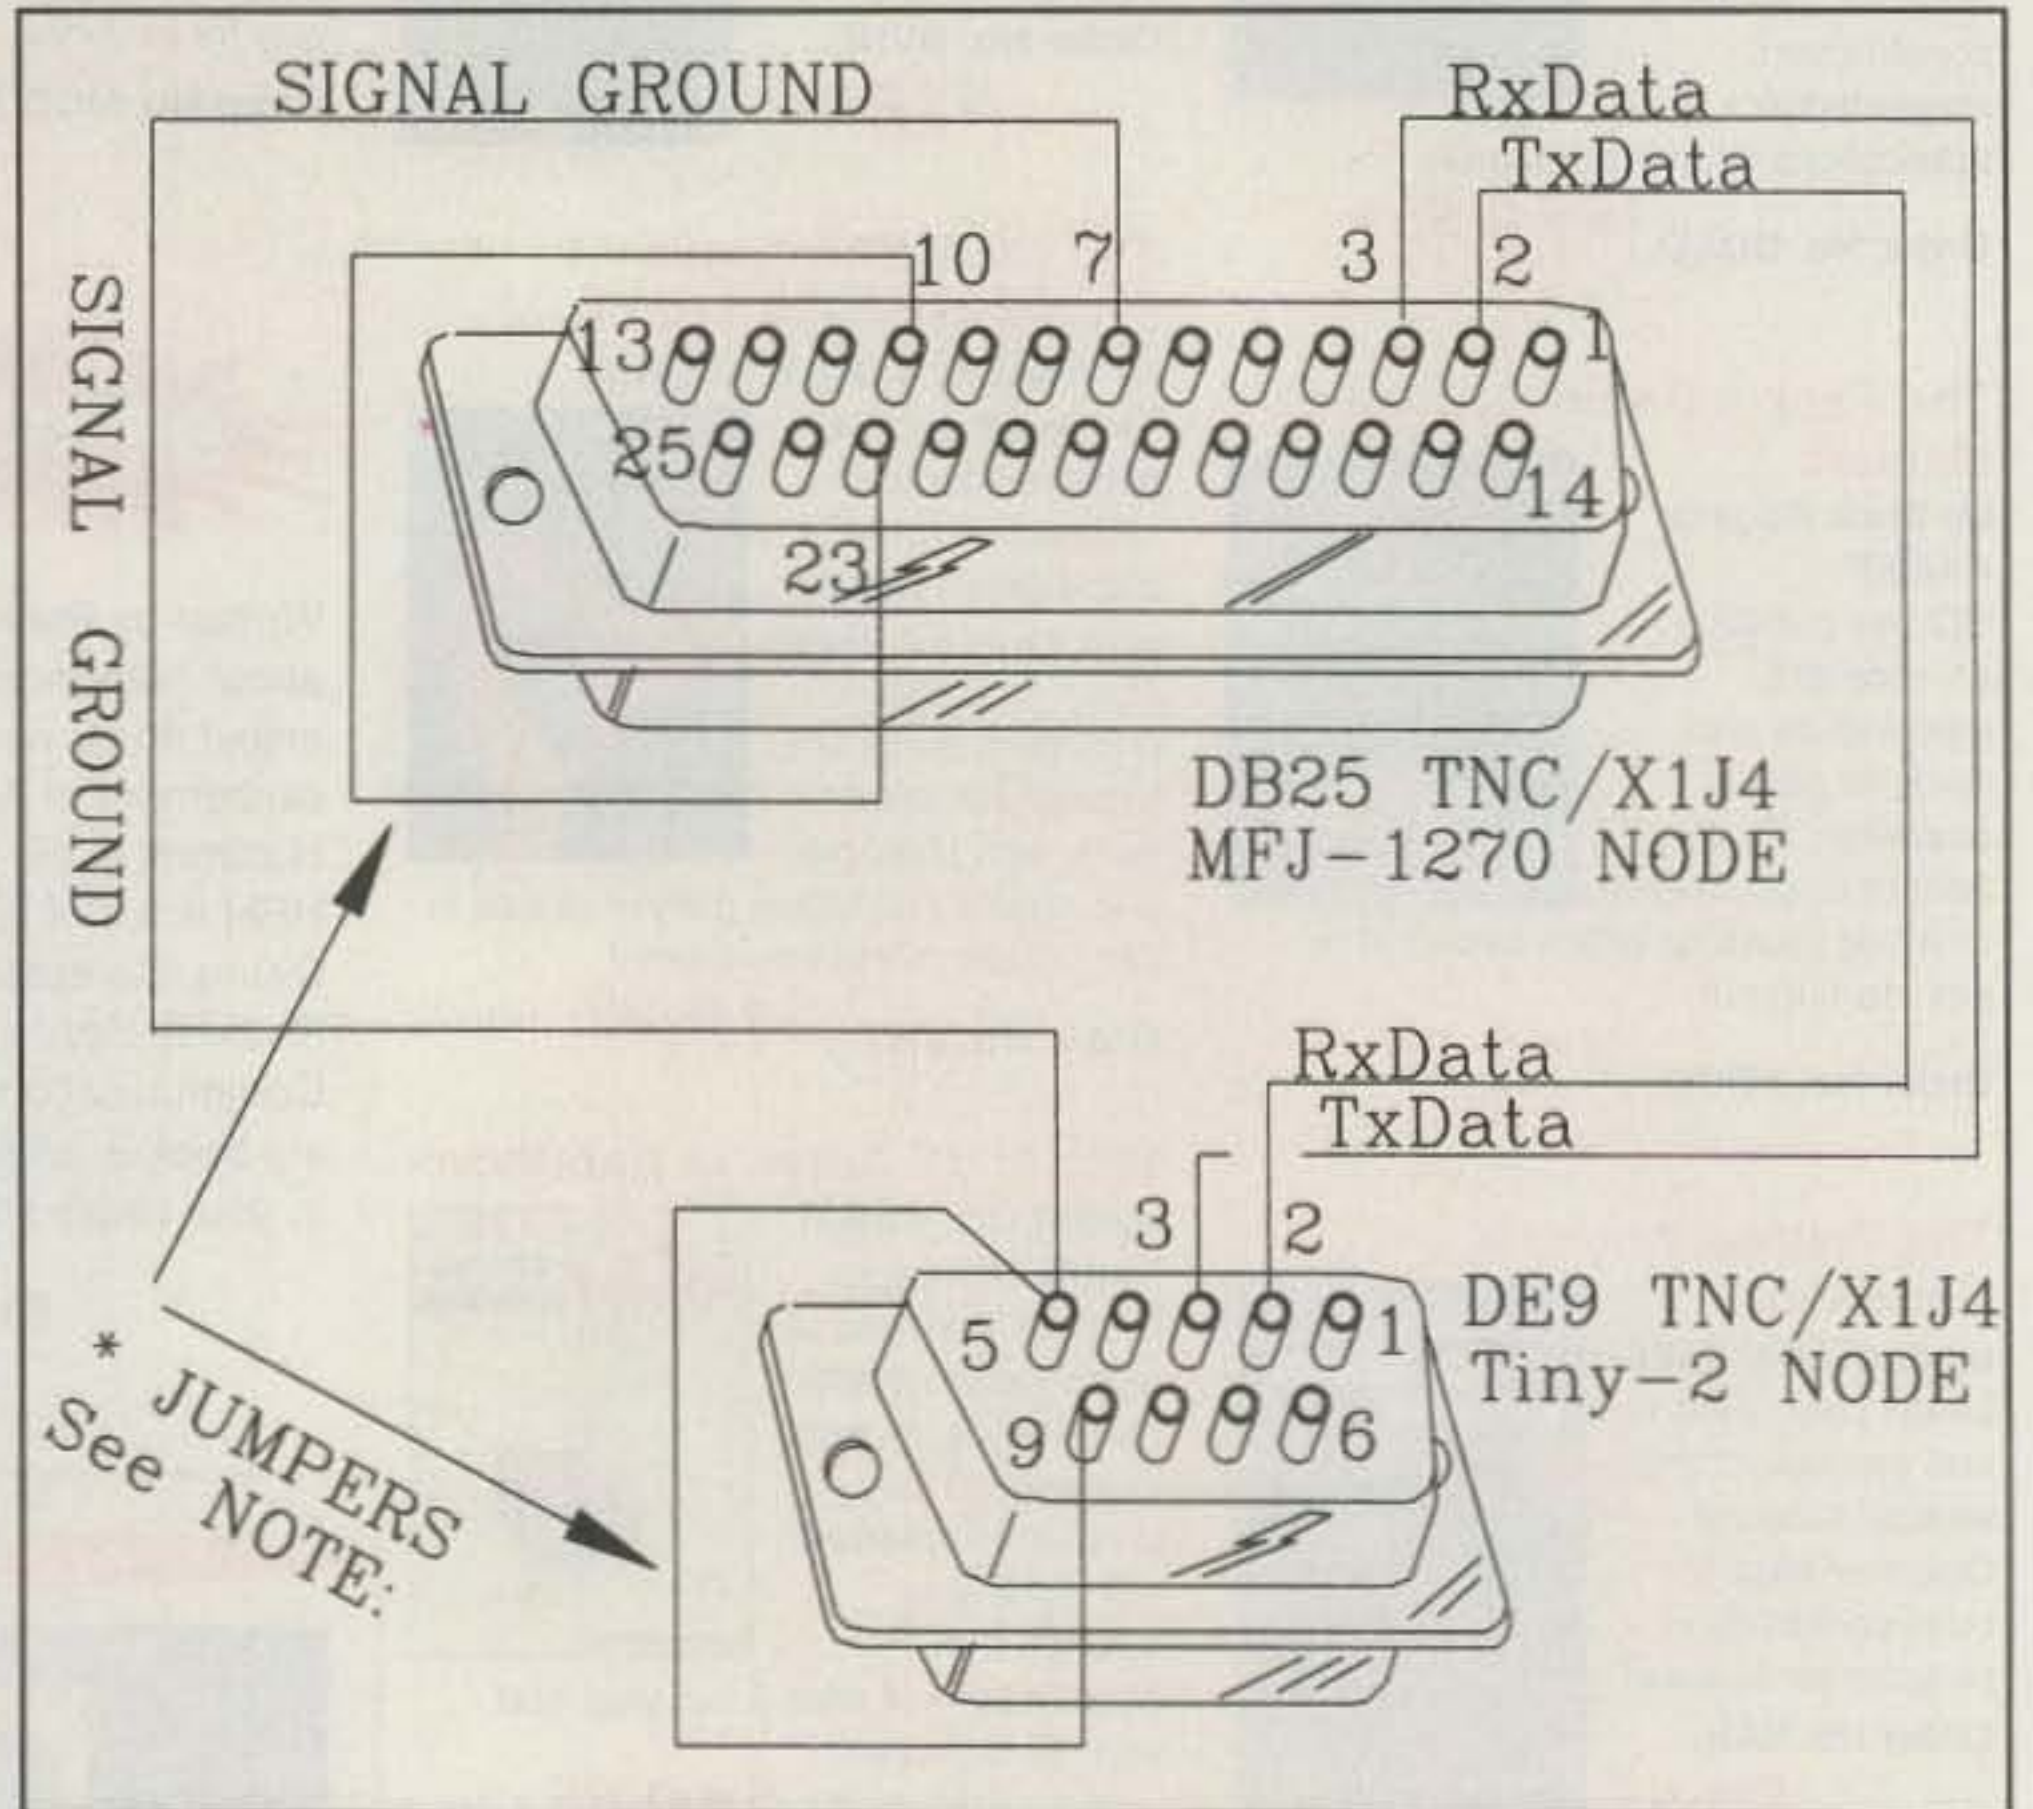 SIGNAL GROUND
RxData
TxData
10 7 3 2
13 1
25 14
23
SIGNAL GROUND
DB25 TNC/X1J4
MFJ-1270 NODE
RxData
TxData
3 2
5 1
9 6
DE9 TNC/X1J4
Tiny-2 NODE
* JUMPERS
See NOTE: